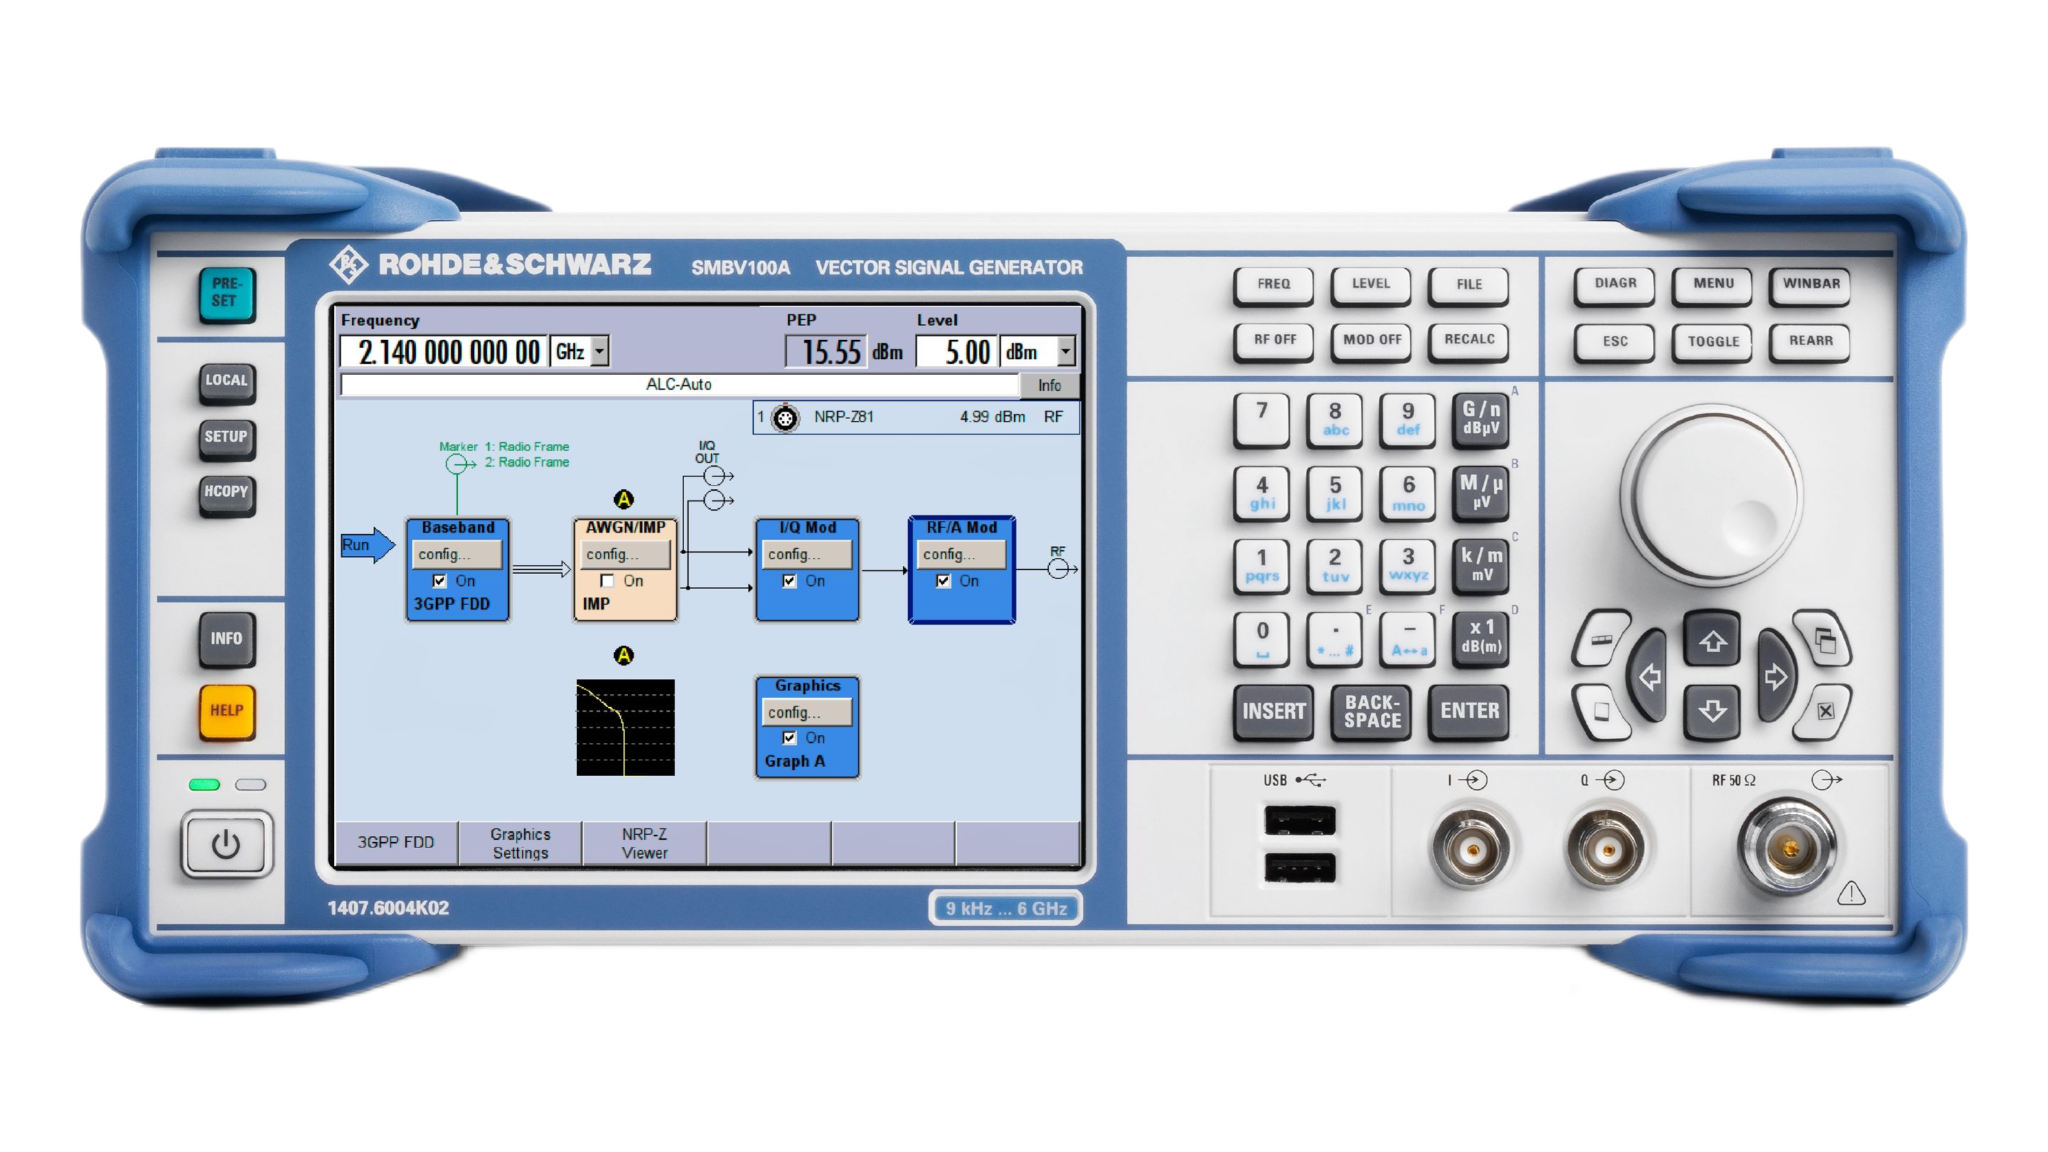 ROHDE&SCHWARZ SMBV100A VECTOR SIGNAL GENERATOR
PRE-
SET
LOCAL
SETUP
HCOPY
INFO
HELP
Frequency PEP Level
2.140 000 000 00 GHz 15.55 dBm 5.00 dBm
ALC-Auto Info
1 NRP-Z81 4.99 dBm RF
Marker 1: Radio Frame
2: Radio Frame
I/Q
OUT
A
Run
Baseband
config...
On
3GPP FDD
AWGN/IMP
config...
On
IMP
I/Q Mod
config...
On
RF/A Mod
config...
On
RF
A
Graphics
config...
On
Graph A
3GPP FDD
Graphics
Settings
NRP-Z
Viewer
1407.6004K02
9 kHz ... 6 GHz
FREQ LEVEL FILE
RF OFF MOD OFF RECALC
DIAGR MENU WINBAR
ESC TOGGLE REARR
7
8
abc
9
def
G / n
dBµV
A
4
ghi
5
jkl
6
mno
M / µ
µV
B
1
pqrs
2
tuv
3
wxyz
k / m
mV
C
0
.
* ... #
E
–
A↔a
F
x 1
dB(m)
D
INSERT
BACK-
SPACE
ENTER
USB
I
Q
RF 50 Ω